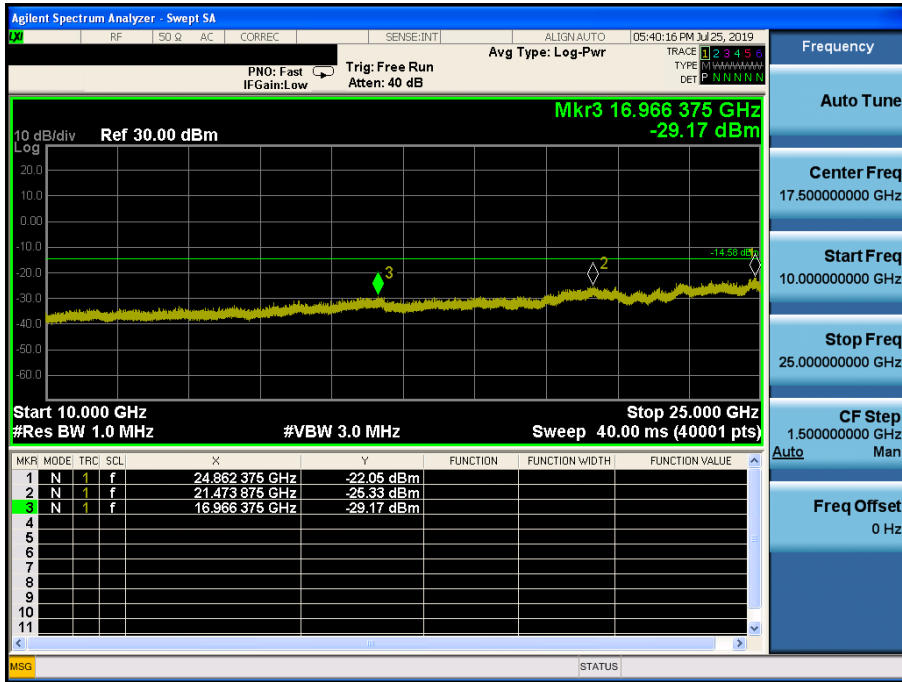 Agilent Spectrum Analyzer - Swept SA
LXI RF 50 Ω AC CORREC SENSE:INT ALIGN AUTO 05:40:16 PM Jul 25, 2019
Frequency
Avg Type: Log-Pwr
TRACE 1 2 3 4 5 6
PNO: Fast Trig: Free Run
TYPE M WWWWW
IFGain:Low Atten: 40 dB
DET P N N N N N
Auto Tune
Mkr3 16.966 375 GHz
10 dB/div Ref 30.00 dBm -29.17 dBm
Log
20.0
10.0
0.00
-10.0
-20.0
-30.0
-40.0
-50.0
-60.0
-14.58 dBm
1
2
3
Center Freq
17.500000000 GHz
Start Freq
10.000000000 GHz
Stop Freq
25.000000000 GHz
Start 10.000 GHz Stop 25.000 GHz
#Res BW 1.0 MHz #VBW 3.0 MHz Sweep 40.00 ms (40001 pts)
CF Step
1.500000000 GHz
Auto Man
MKR MODE TRC SCL X Y FUNCTION FUNCTION WIDTH FUNCTION VALUE
1 N 1 f 24.862 375 GHz -22.05 dBm
2 N 1 f 21.473 875 GHz -25.33 dBm
3 N 1 f 16.966 375 GHz -29.17 dBm
4
5
6
7
8
9
10
11
Freq Offset
0 Hz
MSG STATUS